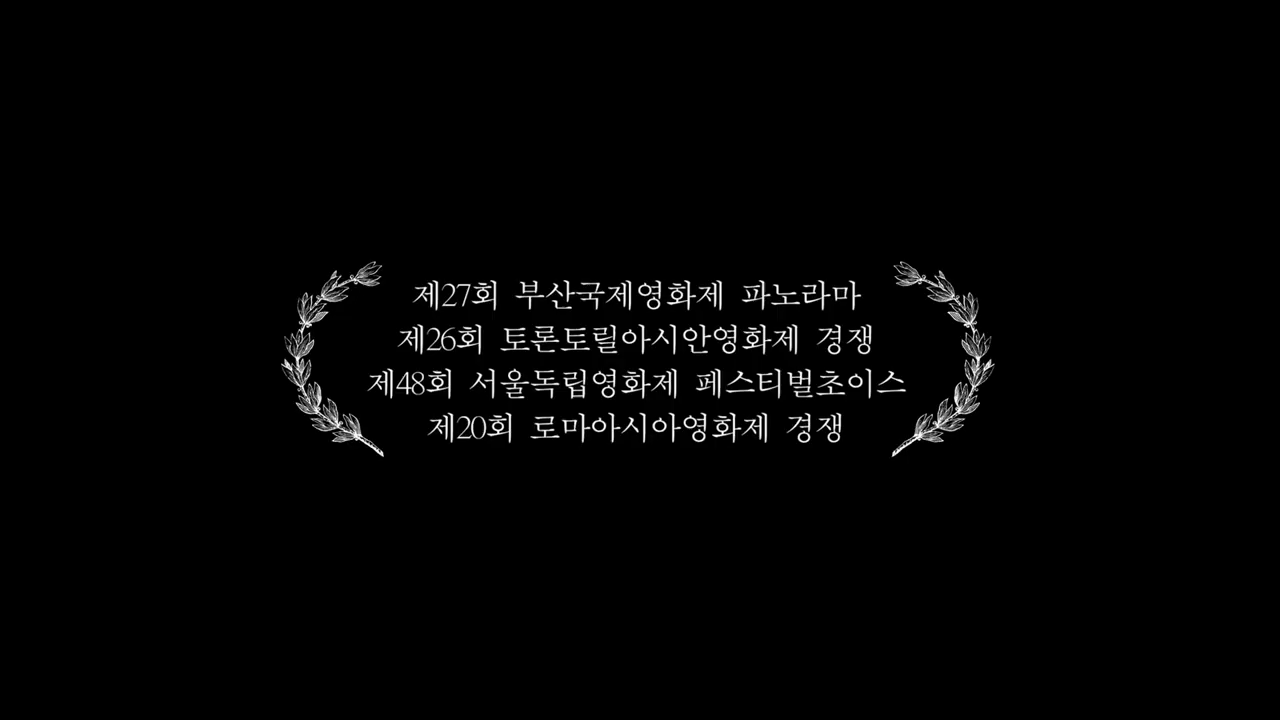 제27회 부산국제영화제 파노라마
제26회 토론토릴아시안영화제 경쟁
제48회 서울독립영화제 페스티벌초이스
제20회 로마아시아영화제 경쟁